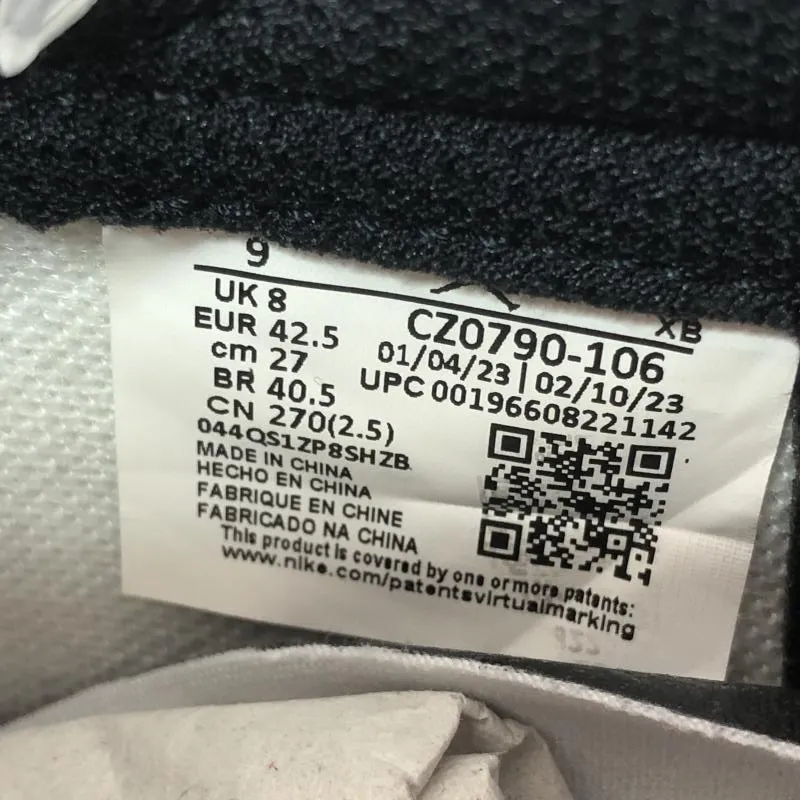 9
XB
UK 8
EUR 42.5
cm 27
BR 40.5
CN 270(2.5)
CZ0790-106
01/04/23 | 02/10/23
UPC 00196608221142
044QS1ZP8SHZB
MADE IN CHINA
HECHO EN CHINA
FABRIQUE EN CHINE
FABRICADO NA CHINA
This product is covered by one or more patents:
www.nike.com/patentsvirtualmarking